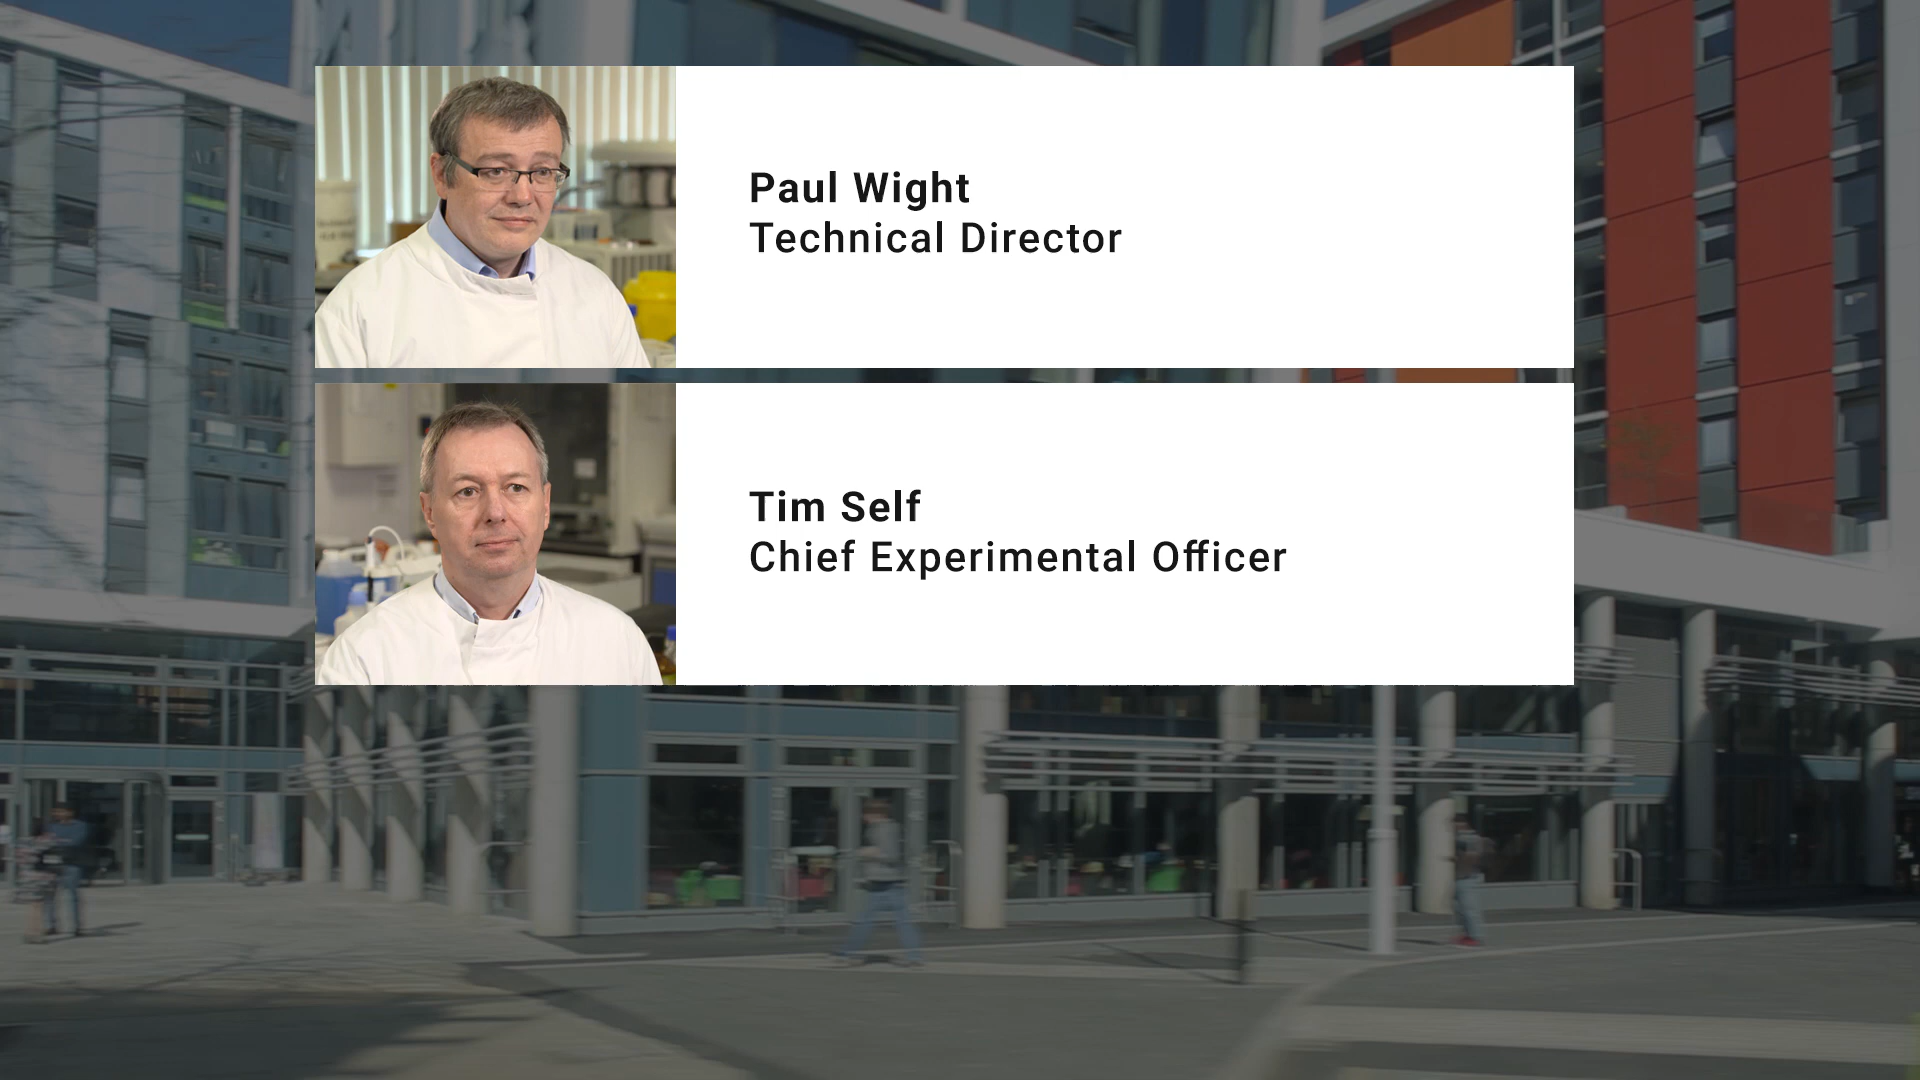 Paul Wight
Technical Director
Tim Self
Chief Experimental Officer